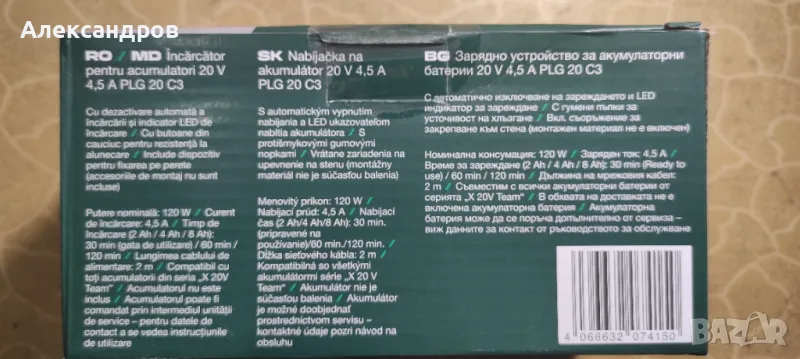 Александров
RO / MD Încărcător
pentru acumulatori 20 V
4,5 A PLG 20 C3
Cu dezactivare automată a
încărcării și indicator LED de
încărcare / Cu butoane din
cauciuc pentru rezistență la
alunecare / Include dispozitiv
pentru fixarea pe perete
(accesoriile de montaj nu sunt
incluse)
Putere nominală: 120 W / Curent
de încărcare: 4,5 A / Timp de
încărcare (2 Ah/4 Ah/8 Ah):
30 min (gata de utilizare) / 60 min /
120 min / Lungimea cablului de
alimentare: 2 m / Compatibil cu
toți acumulatorii din seria „X 20V
Team” / Acumulatorul nu este
inclus / Acumulatorul poate fi
comandat prin intermediul unității
de service – pentru datele de
contact a se vedea instrucțiunile
de utilizare
SK Nabíjačka na
akumulátor 20 V 4,5 A
PLG 20 C3
S automatickým vypnutím
nabíjania a LED ukazovateľom
nabitia akumulátora / S
protišmykovými gumovými
nopkami / Vrátane zariadenia na
upevnenie na stenu (montážny
materiál nie je súčasťou balenia)
Menovitý príkon: 120 W /
Nabíjací prúd: 4,5 A / Nabíjací
čas (2 Ah/4 Ah/8 Ah): 30 min.
(pripravené na
používanie)/60 min./120 min. /
Dĺžka sieťového kábla: 2 m /
Kompatibilná so všetkými
akumulátormi série „X 20V
Team” / Akumulátor nie je
súčasťou balenia / Akumulátor
je možné doobjednať
prostredníctvom servisu –
kontaktné údaje pozri návod na
obsluhu
BG Зарядно устройство за акумулаторни
батерии 20 V 4,5 A PLG 20 C3
С автоматично изключване на зареждането и LED
индикатор за зареждане / С гумени пъпки за
устойчивост на хлъзгане / Вкл. съоръжение за
закрепване към стена (монтажен материал не е включен)
Номинална консумация: 120 W / Заряден ток: 4,5 A /
Време за зареждане (2 Ah / 4 Ah / 8 Ah): 30 min (Ready to
use) / 60 min / 120 min / Дължина на мрежовия кабел:
2 m / Съвместим с всички акумулаторни батерии от
серията „X 20V Team” / В обхвата на доставката не е
включена акумулаторна батерия / Акумулаторна
батерия може да се поръча допълнително от сервиза –
виж данните за контакт от ръководството за обслужване
4 066632 074150
BAZAR